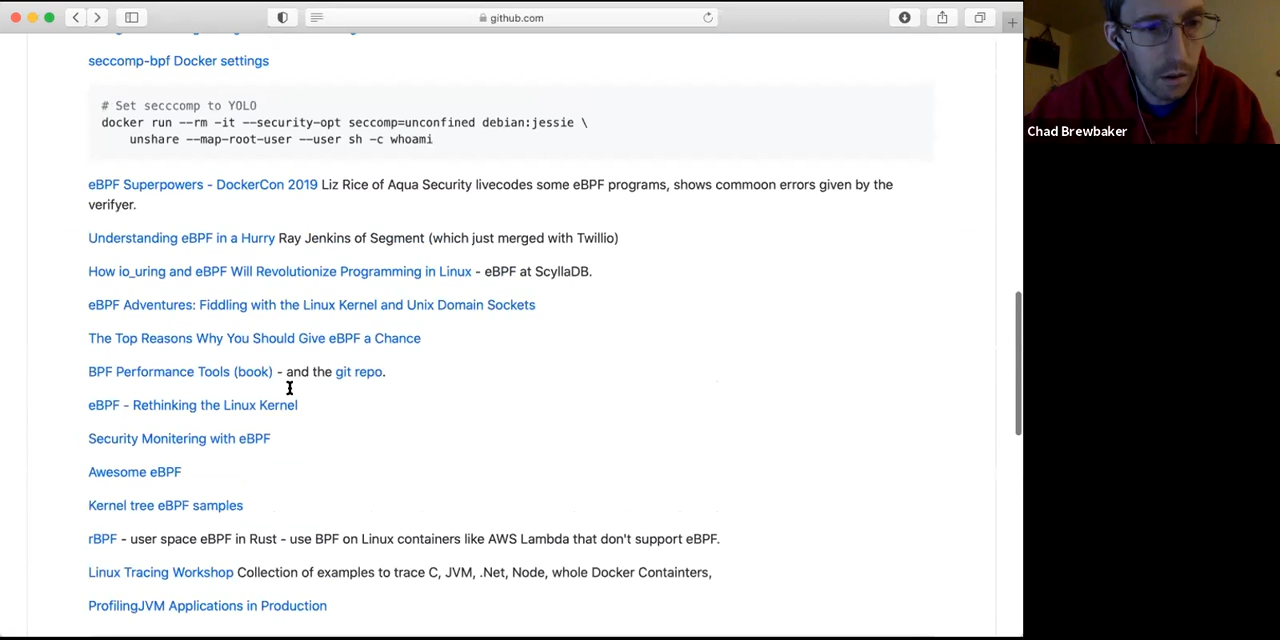 github.com
seccomp-bpf Docker settings
# Set secccomp to YOLO
docker run --rm -it --security-opt seccomp=unconfined debian:jessie \
unshare --map-root-user --user sh -c whoami
eBPF Superpowers - DockerCon 2019 Liz Rice of Aqua Security livecodes some eBPF programs, shows commoon errors given by the
verifyer.
Understanding eBPF in a Hurry Ray Jenkins of Segment (which just merged with Twillio)
How io_uring and eBPF Will Revolutionize Programming in Linux - eBPF at ScyllaDB.
eBPF Adventures: Fiddling with the Linux Kernel and Unix Domain Sockets
The Top Reasons Why You Should Give eBPF a Chance
BPF Performance Tools (book) - and the git repo.
eBPF - Rethinking the Linux Kernel
Security Monitering with eBPF
Awesome eBPF
Kernel tree eBPF samples
rBPF - user space eBPF in Rust - use BPF on Linux containers like AWS Lambda that don't support eBPF.
Linux Tracing Workshop Collection of examples to trace C, JVM, .Net, Node, whole Docker Containters,
ProfilingJVM Applications in Production
Chad Brewbaker